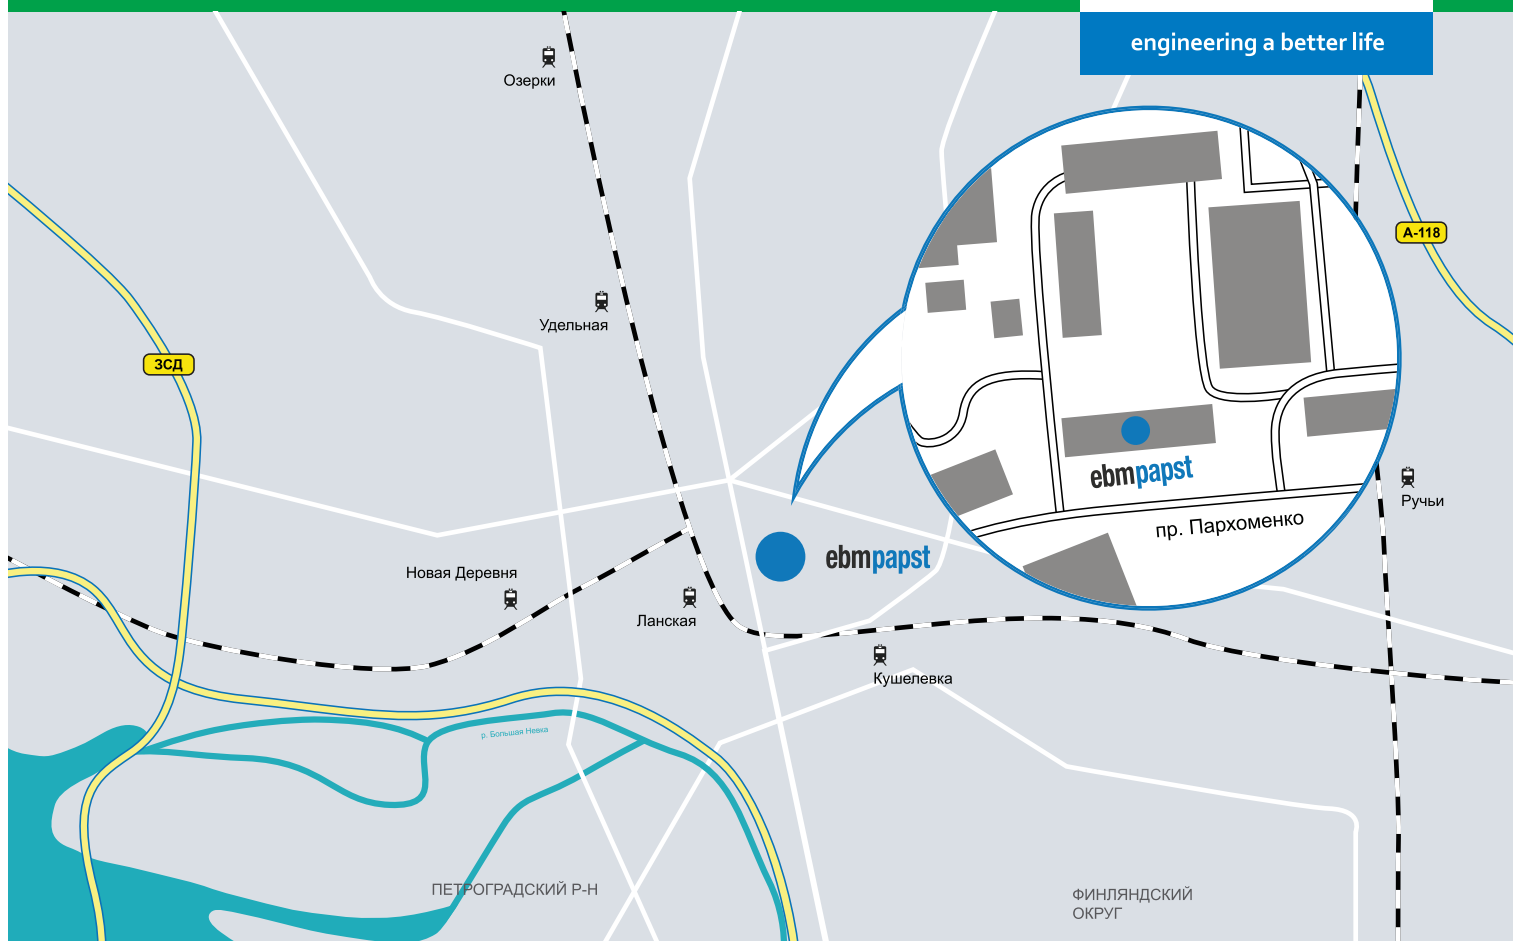 engineering a better life
Озерки
А-118
Удельная
ЗСД
ebmpapst
Ручьи
пр. Пархоменко
ebmpapst
Новая Деревня
Ланская
Кушелевка
р. Большая Невка
ПЕТРОГРАДСКИЙ Р-Н
ФИНЛЯНДСКИЙ
ОКРУГ